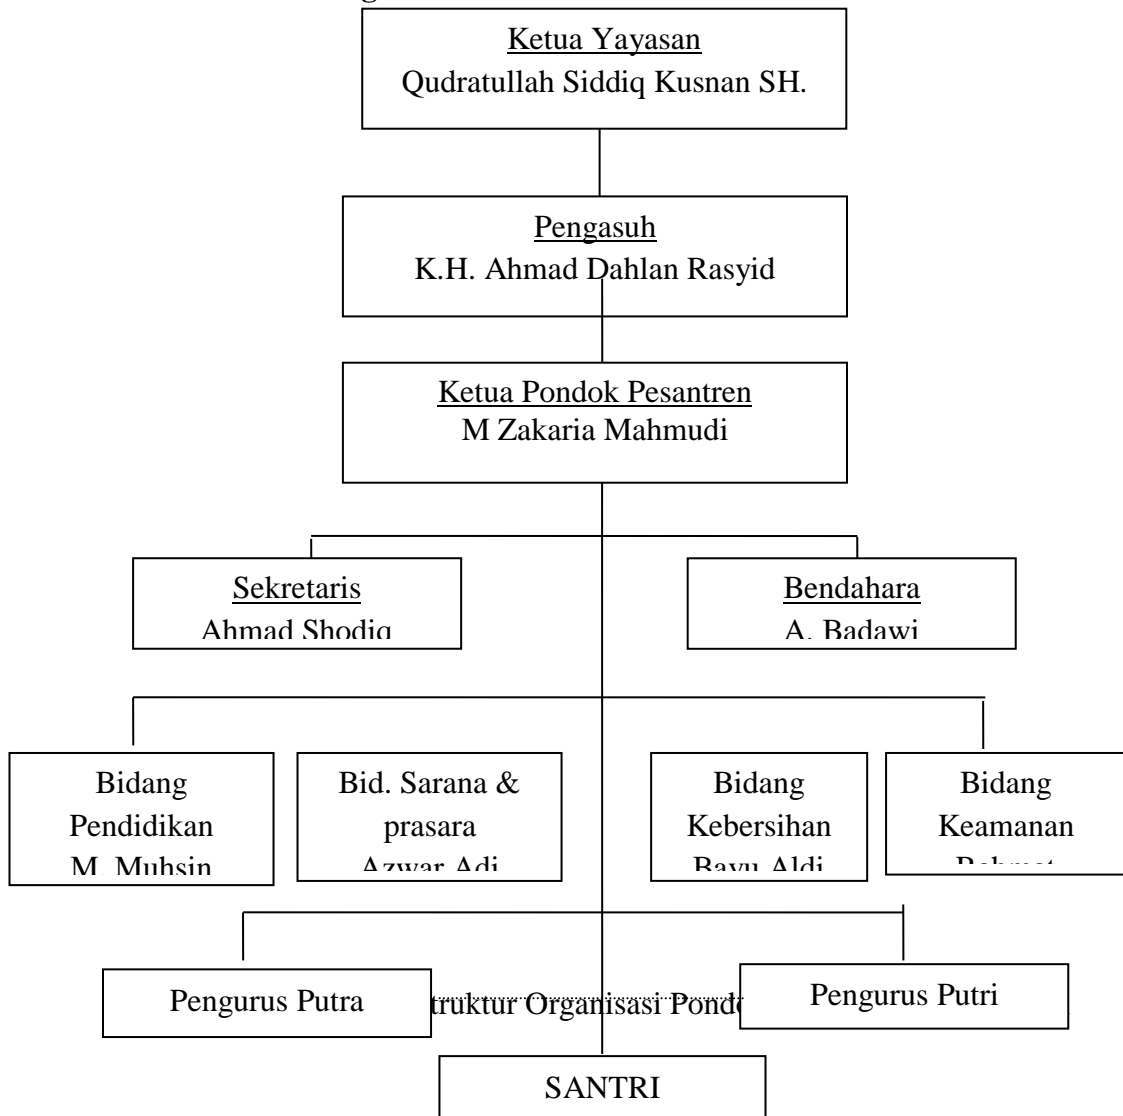 Ketua Yayasan
Qudratullah Siddiq Kusnan SH.
Pengasuh
K.H. Ahmad Dahlan Rasyid
Ketua Pondok Pesantren
M Zakaria Mahmudi
Sekretaris
Ahmad Shodiq
Bendahara
A. Badawi
Bidang
Pendidikan
M. Muhsin
Bid. Sarana &
prasara
Azwar Adi
Bidang
Kebersihan
Bayu Aldi
Bidang
Keamanan
Pengurus Putra
truktur Organisasi Pond
Pengurus Putri
SANTRI